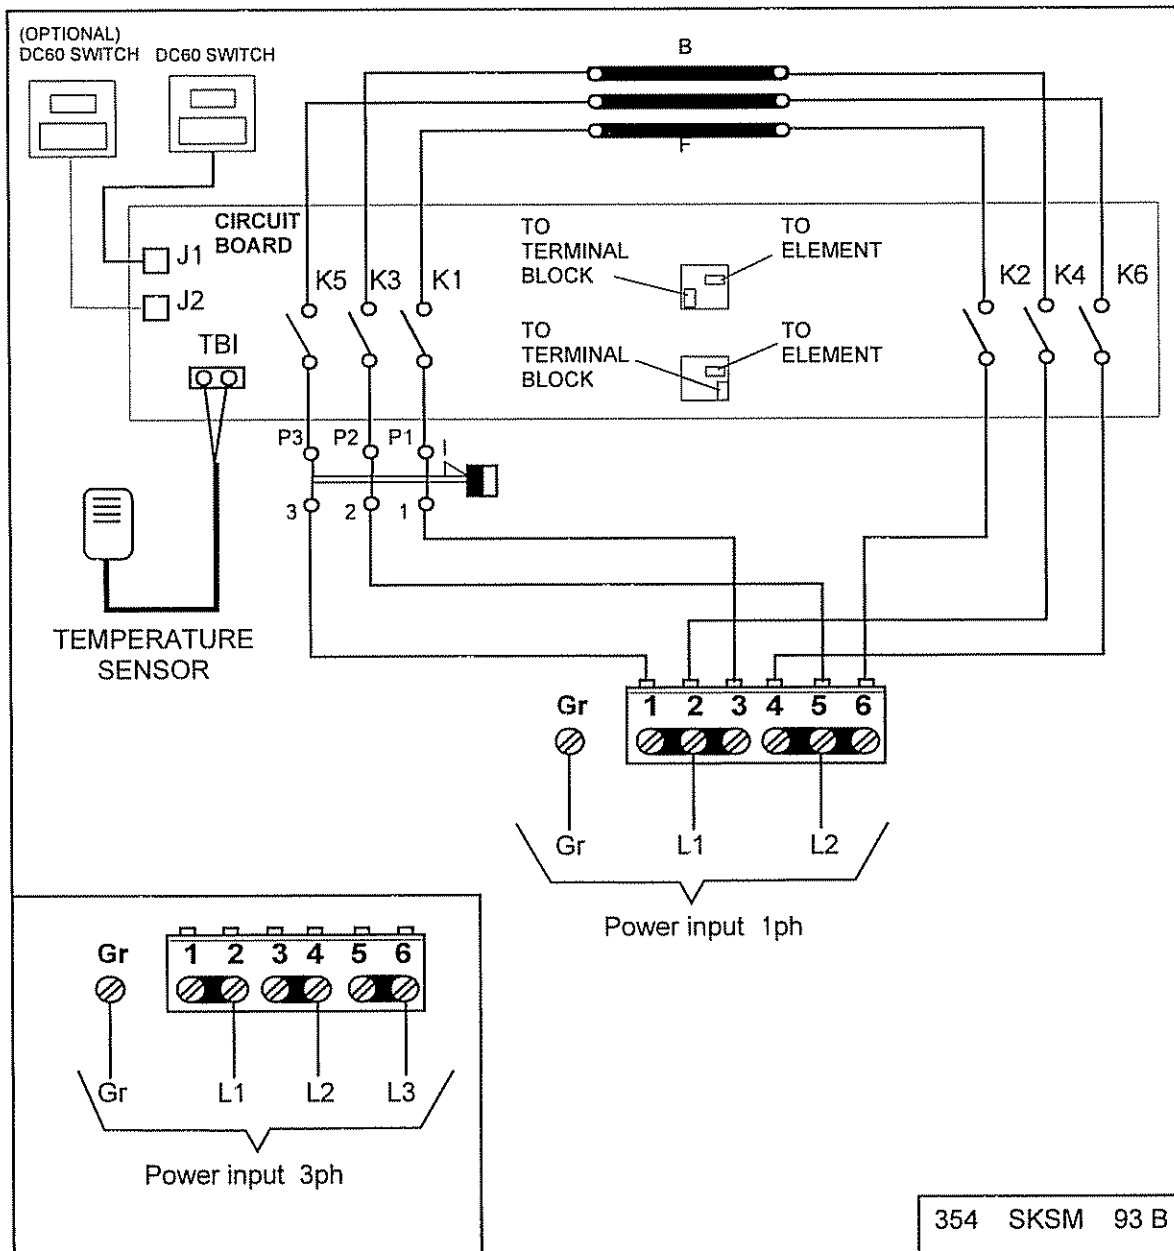 (OPTIONAL)
DC60 SWITCH DC60 SWITCH
B
F
CIRCUIT
BOARD
J1
J2
K5 K3 K1
TO
TERMINAL
BLOCK
TO
ELEMENT
K2 K4 K6
TBI
TO
TERMINAL
BLOCK
TO
ELEMENT
P3 P2 P1
3 2 1
TEMPERATURE
SENSOR
Gr 1 2 3 4 5 6
Gr L1 L2
Power input 1ph
Gr 1 2 3 4 5 6
Gr L1 L2 L3
Power input 3ph
354 SKSM 93 B